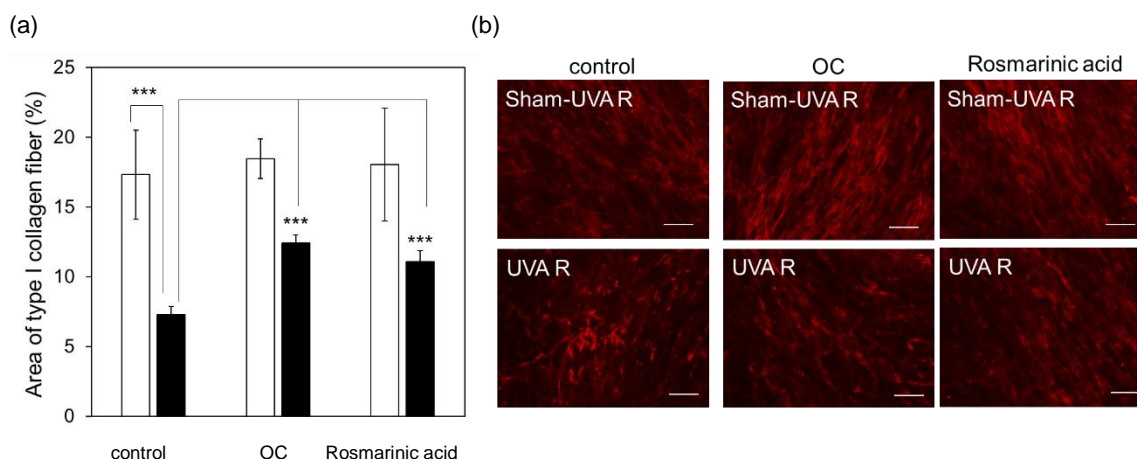 (a)
(b)
Area of type I collagen fiber (%)
25
20
15
10
5
0
***
***
***
control
OC
Rosmarinic acid
control
OC
Rosmarinic acid
Sham-UVA R
Sham-UVA R
Sham-UVA R
UVA R
UVA R
UVA R